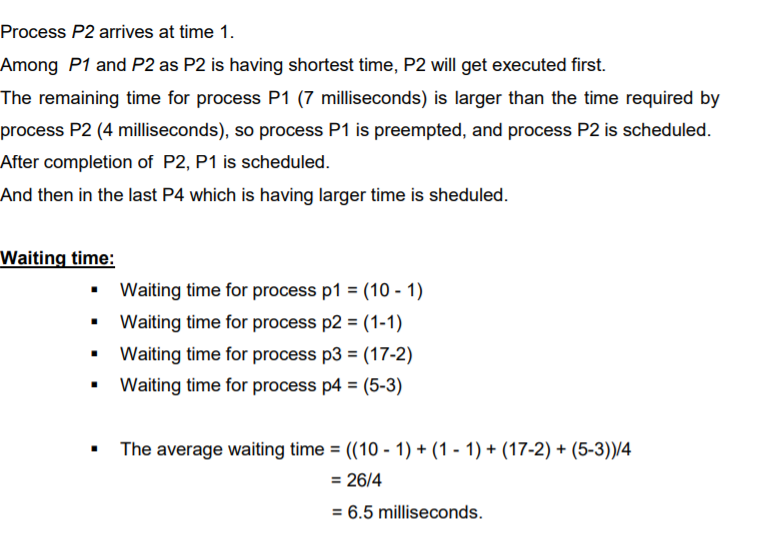 Process P2 arrives at time 1.
Among P1 and P2 as P2 is having shortest time, P2 will get executed first.
The remaining time for process P1 (7 milliseconds) is larger than the time required by
process P2 (4 milliseconds), so process P1 is preempted, and process P2 is scheduled.
After completion of P2, P1 is scheduled.
And then in the last P4 which is having larger time is sheduled.
Waiting time:
▪ Waiting time for process p1 = (10 - 1)
▪ Waiting time for process p2 = (1-1)
▪ Waiting time for process p3 = (17-2)
▪ Waiting time for process p4 = (5-3)
▪ The average waiting time = ((10 - 1) + (1 - 1) + (17-2) + (5-3))/4
= 26/4
= 6.5 milliseconds.